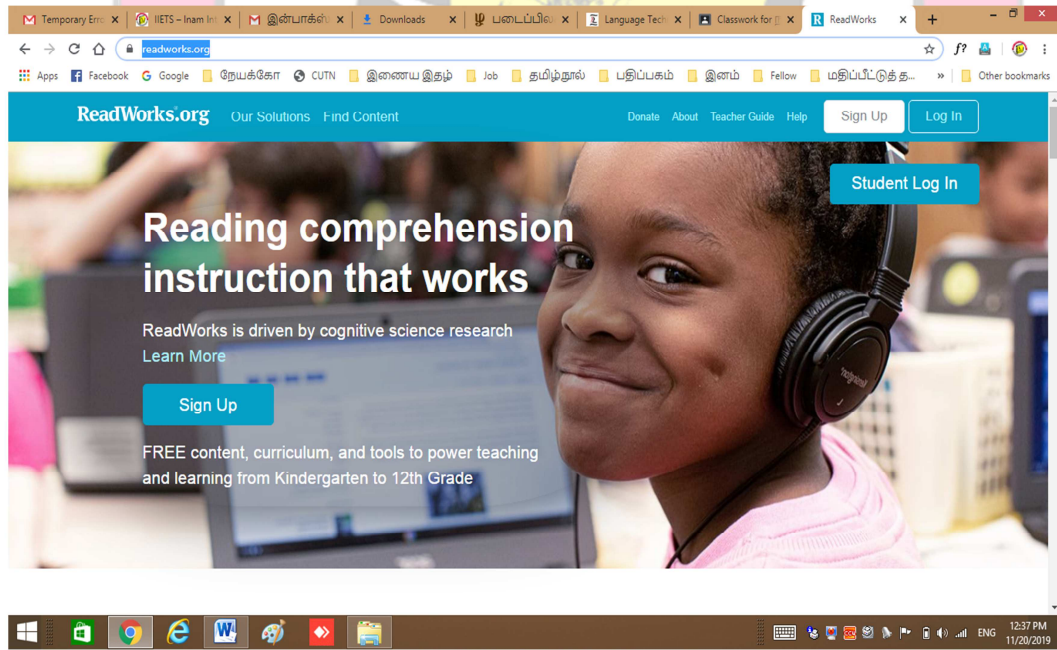 Temporary Erro
IIETS – Inam Int
இன்பாக்ஸ்
Downloads
படைப்பில
Language Tech
Classwork for
ReadWorks
readworks.org
Apps Facebook Google நேயக்கோ CUTN இணைய இதழ் Job தமிழ்நூல் பதிப்பகம் இனம் Fellow மதிப்பீட்டுத் த... » Other bookmarks
ReadWorks.org Our Solutions Find Content Donate About Teacher Guide Help Sign Up Log In
Student Log In
Reading comprehension
instruction that works
ReadWorks is driven by cognitive science research
Learn More
Sign Up
FREE content, curriculum, and tools to power teaching
and learning from Kindergarten to 12th Grade
ENG 12:37 PM
11/20/2019